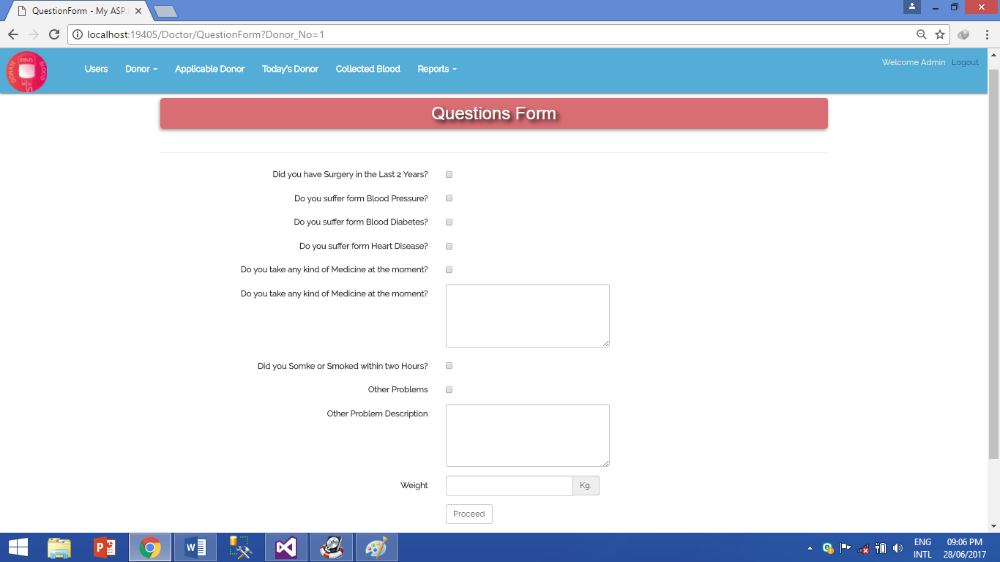 QuestionForm - My ASP.
localhost:19405/Doctor/QuestionForm?Donor_No=1
BBMS
DONATE BLOOD
Users Donor Applicable Donor Today's Donor Collected Blood Reports
Welcome Admin Logout
Questions Form
Did you have Surgery in the Last 2 Years?
Do you suffer form Blood Pressure?
Do you suffer form Blood Diabetes?
Do you suffer form Heart Disease?
Do you take any kind of Medicine at the moment?
Do you take any kind of Medicine at the moment?
Did you Somke or Smoked within two Hours?
Other Problems
Other Problem Description
Weight
Kg.
Proceed
ENG 09:06 PM
INTL 28/06/2017